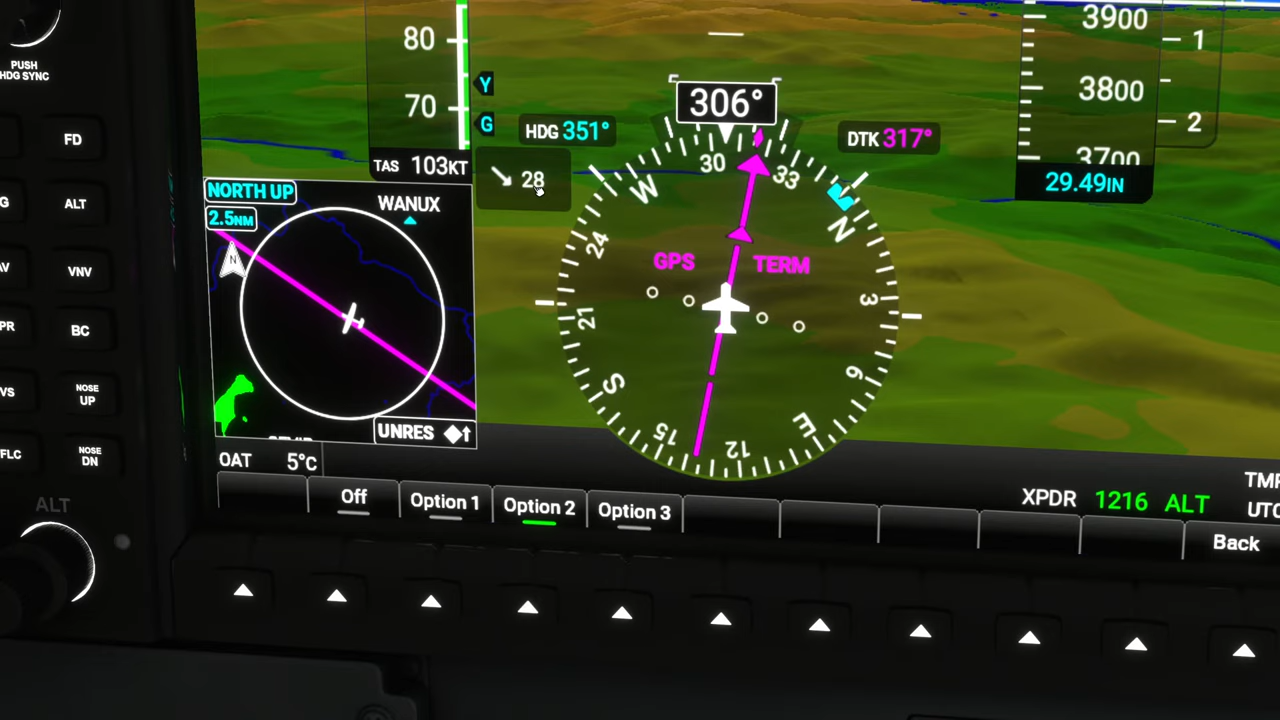 PUSH
HDG SYNC
FD
ALT
VNV
BC
NOSE
UP
NOSE
DN
FLC
ALT
80
70
TAS 103KT
Y
G
HDG 351°
28
306°
DTK 317°
3900
3800
3700
1
2
29.49IN
NORTH UP
2.5NM
WANUX
N
UNRES
OAT 5°C
30
33
N
3
6
E
12
15
S
21
24
W
GPS
TERM
XPDR 1216 ALT
Off
Option 1
Option 2
Option 3
Back